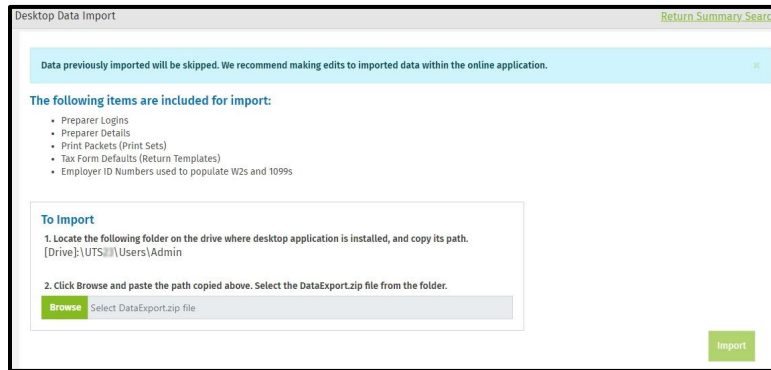 Desktop Data Import
Return Summary Searc
Data previously imported will be skipped. We recommend making edits to imported data within the online application.
×
The following items are included for import:
• Preparer Logins
• Preparer Details
• Print Packets (Print Sets)
• Tax Form Defaults (Return Templates)
• Employer ID Numbers used to populate W2s and 1099s
To Import
1. Locate the following folder on the drive where desktop application is installed, and copy its path.
[Drive]:\UTS \Users\Admin
2. Click Browse and paste the path copied above. Select the DataExport.zip file from the folder.
Browse Select DataExport.zip file
Import